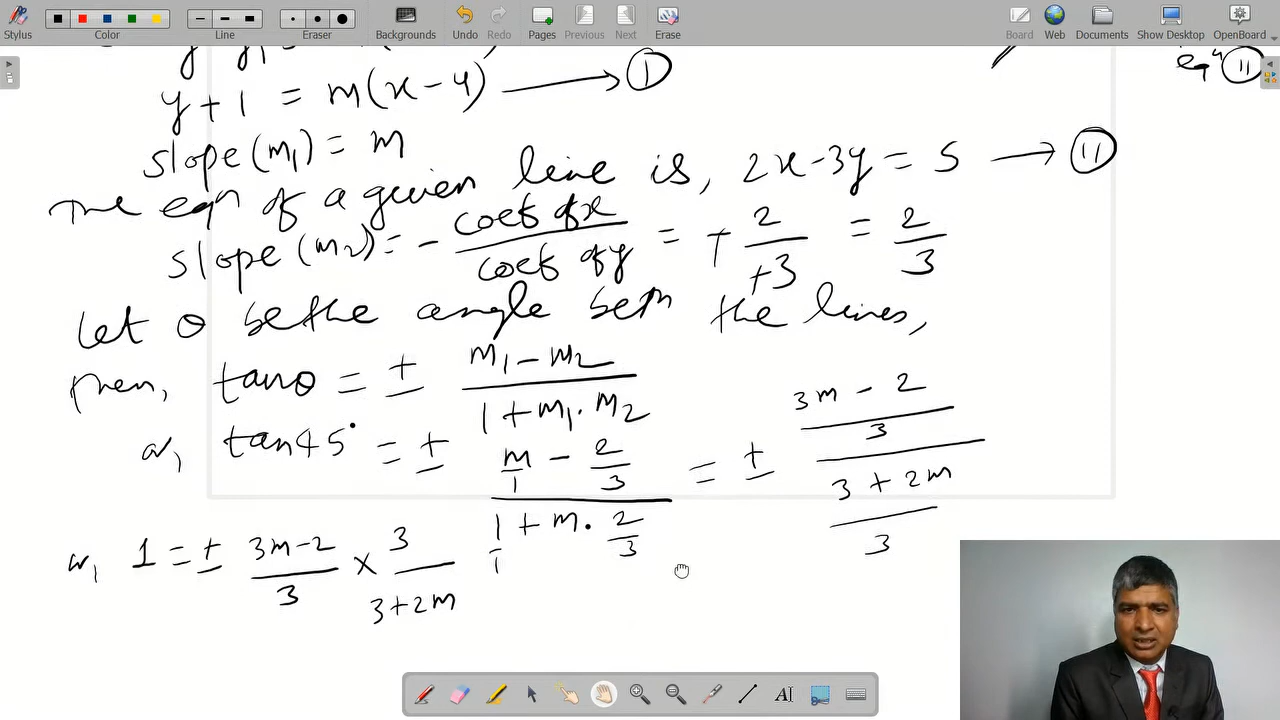 Stylus Color Line Eraser Backgrounds Undo Redo Pages Previous Next Erase Board Web Documents Show Desktop OpenBoard
y + 1 = m(x - 4) → I
eqn II
slope (m1) = m
The eqn of a given line is, 2x - 3y = 5 → II
slope (m2) = - coef of x / coef of y = + 2 / +3 = 2/3
Let θ be the angle betn the lines,
then, tanθ = ± m1 - m2 / 1 + m1 . m2
or, tan45° = ± m/1 - 2/3 / 1/1 + m . 2/3 = ± 3m - 2 / 3 / 3 + 2m / 3
or, 1 = ± 3m - 2 / 3 × 3 / 3 + 2m
AI